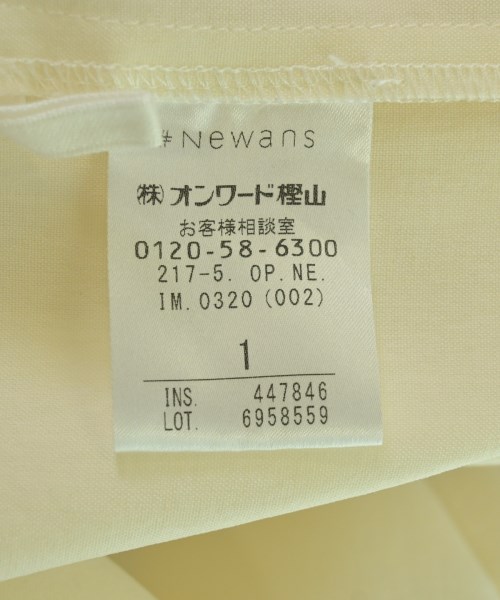 #Newans
㈱オンワード樫山
お客様相談室
0120-58-6300
217-5. OP.NE.
IM.0320 (002)
1
INS. 447846
LOT. 6958559